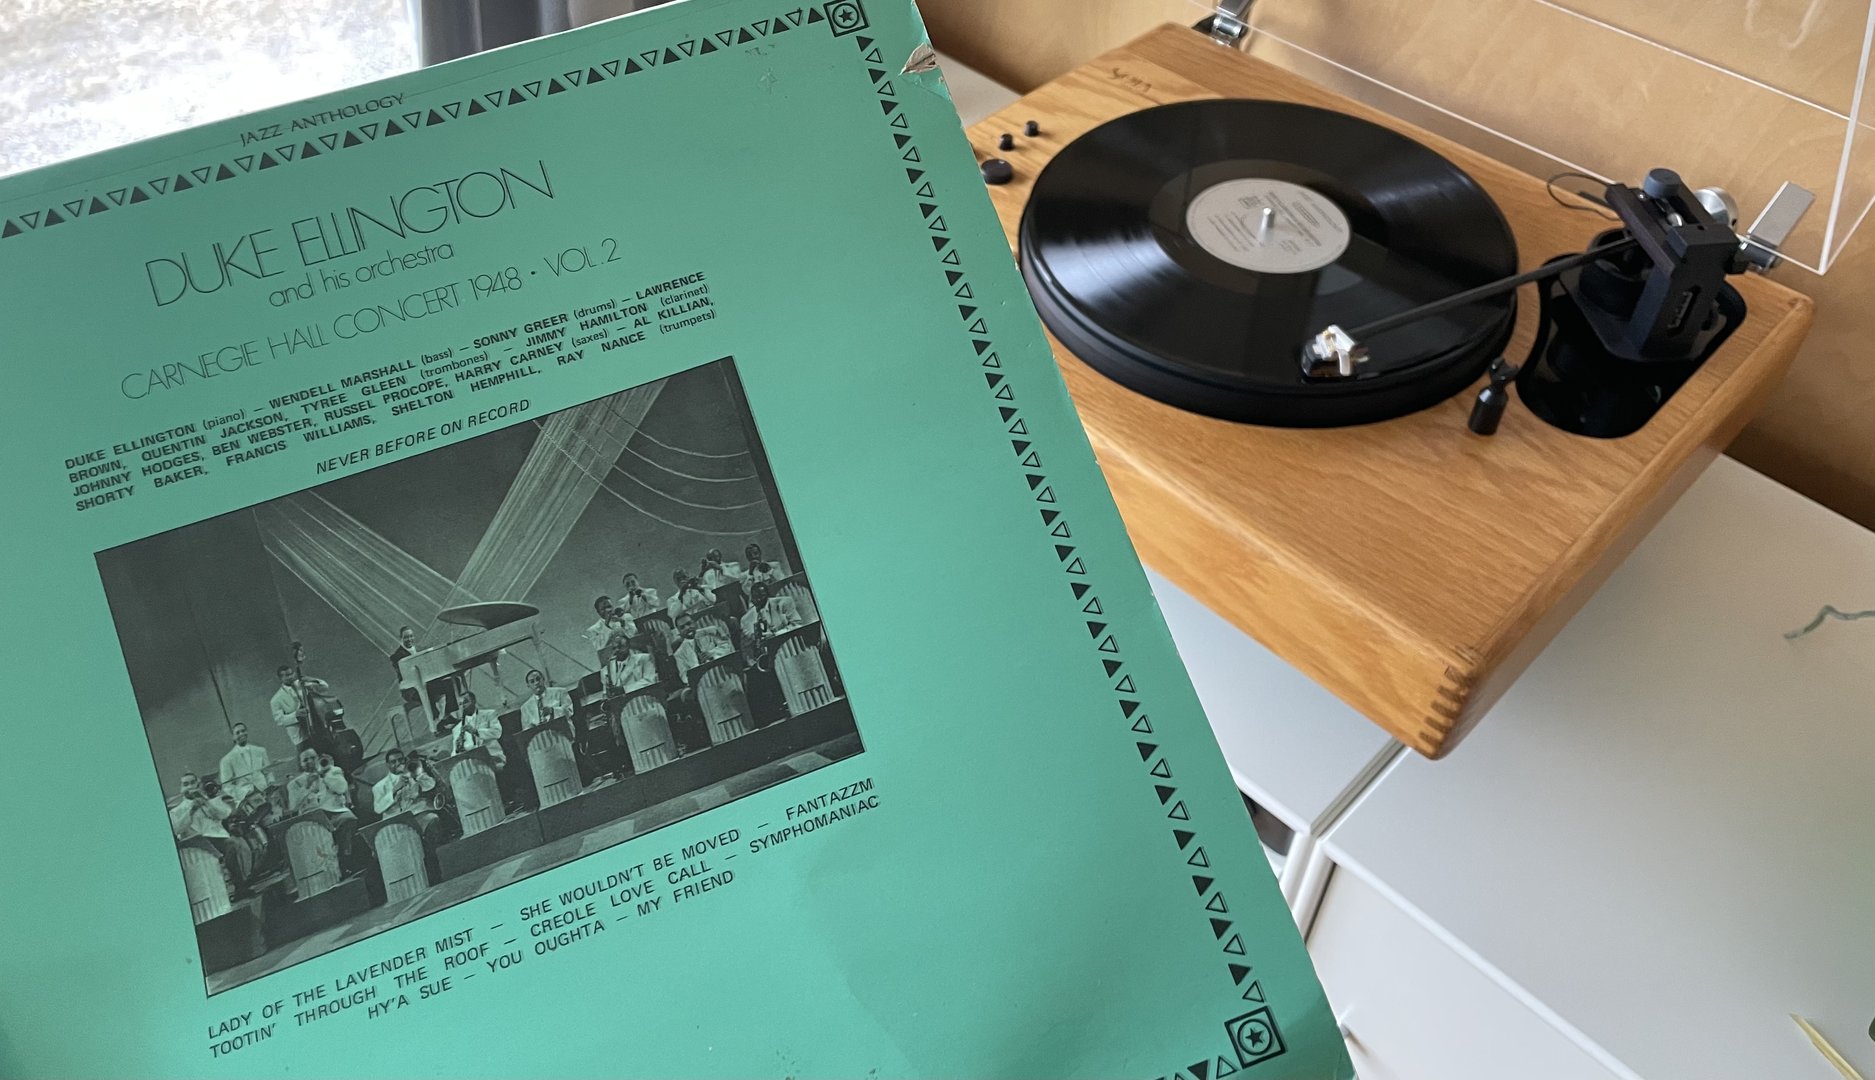 JAZZ ANTHOLOGY
DUKE ELLINGTON
and his orchestra
CARNEGIE HALL CONCERT 1948 • VOL. 2
DUKE ELLINGTON (piano) – WENDELL MARSHALL (bass) – SONNY GREER (drums) – LAWRENCE
BROWN, QUENTIN JACKSON, TYREE GLEEN (trombones) – JIMMY HAMILTON (clarinet)
JOHNNY HODGES, BEN WEBSTER, RUSSEL PROCOPE, HARRY CARNEY (saxes) – AL KILLIAN,
SHORTY BAKER, FRANCIS WILLIAMS, SHELTON HEMPHILL, RAY NANCE (trumpets)
NEVER BEFORE ON RECORD
LADY OF THE LAVENDER MIST – SHE WOULDN'T BE MOVED – FANTAZZM
TOOTIN' THROUGH THE ROOF – CREOLE LOVE CALL – SYMPHOMANIAC
HY'A SUE – YOU OUGHTA – MY FRIEND